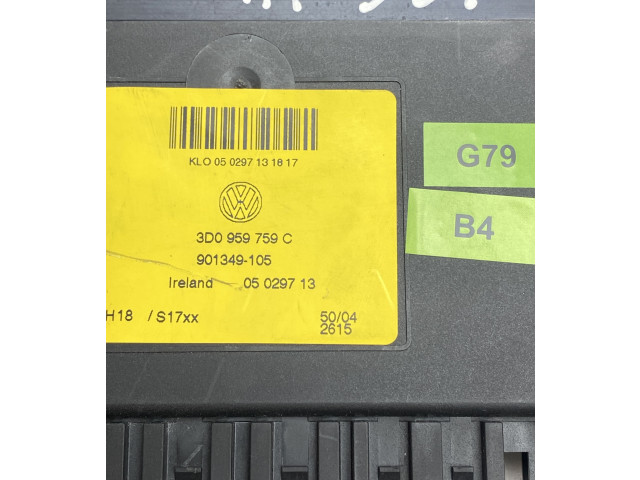 KLO 05 0297 13 18 17
3D0 959 759 C
901349-105
Ireland 05 0297 13
H18 / S17xx
50/04
2615
G79
B4